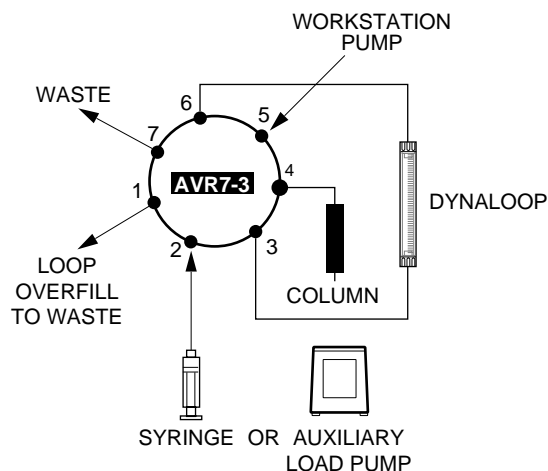 WORKSTATION
PUMP
WASTE
6
5
7
4
AVR7-3
1
DYNALOOP
2
3
LOOP
OVERFILL
TO WASTE
COLUMN
SYRINGE OR AUXILIARY
LOAD PUMP